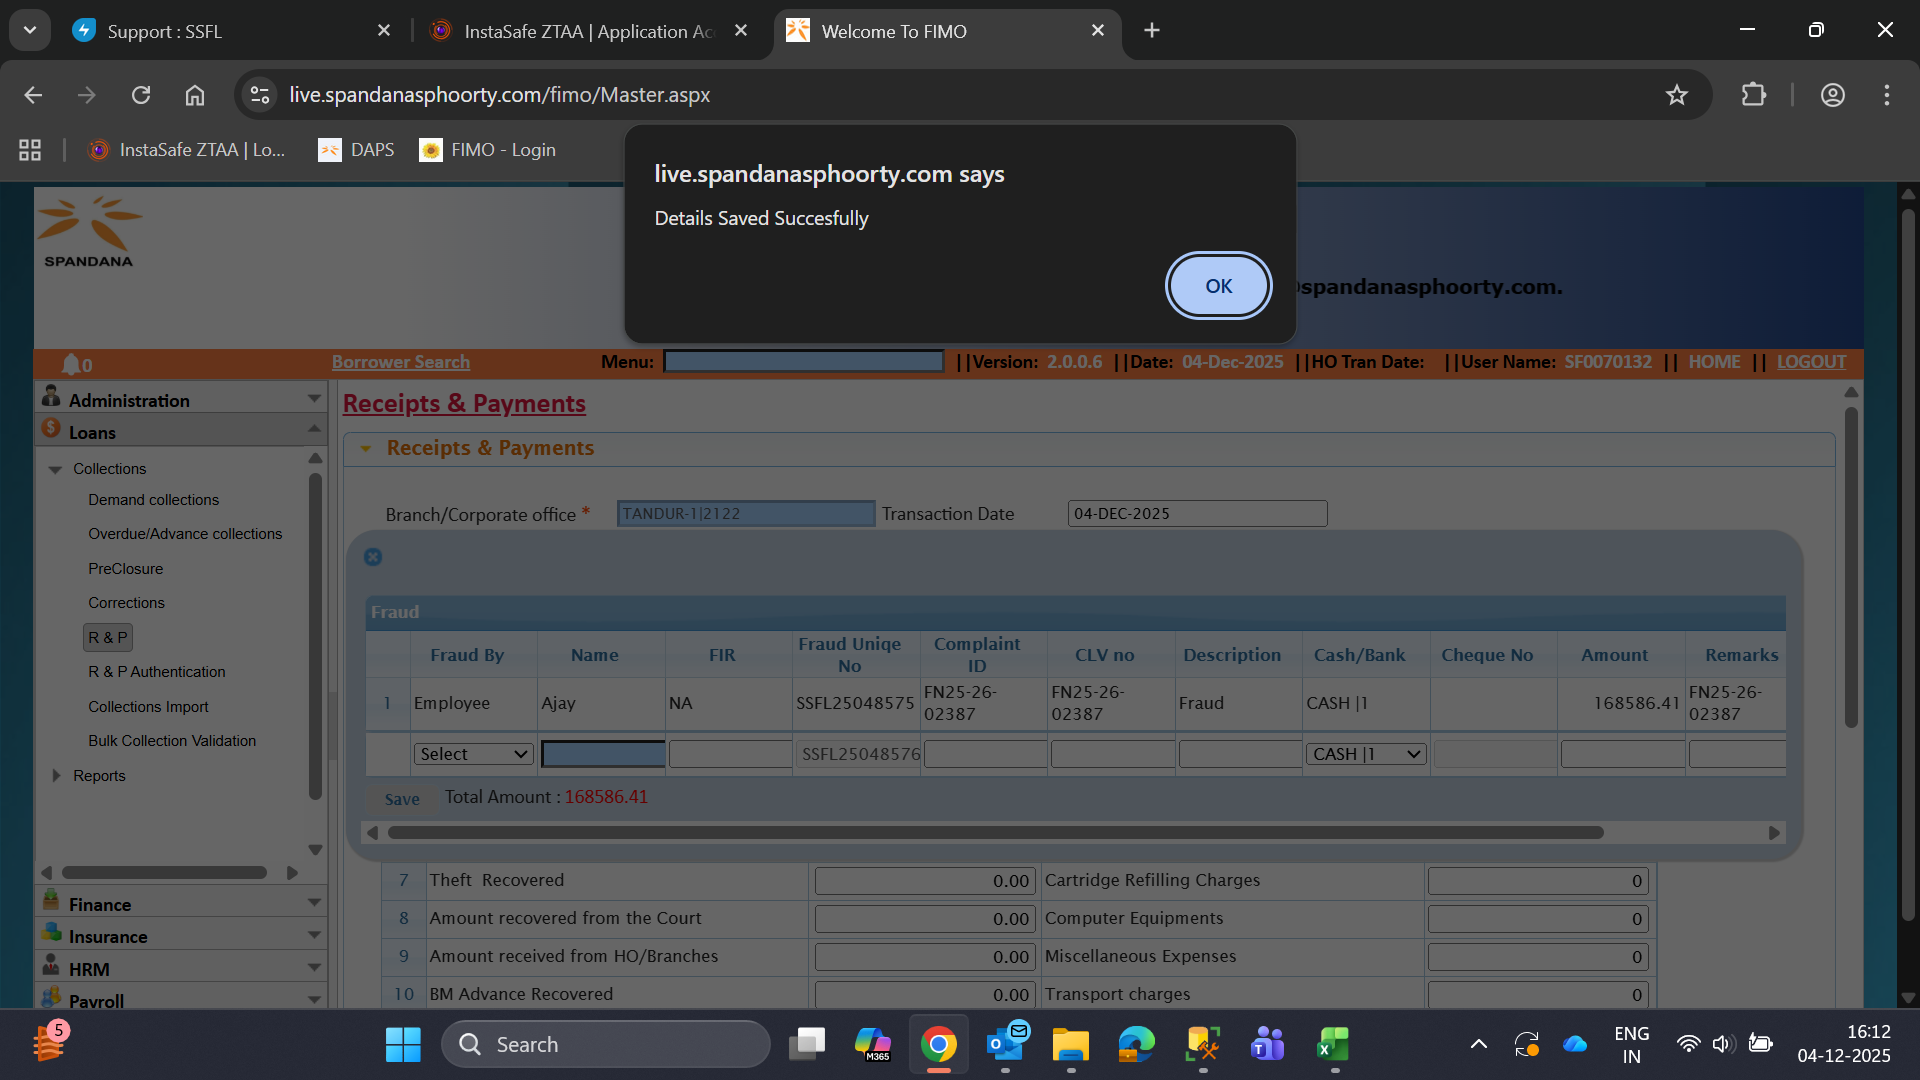 Support : SSFL
InstaSafe ZTAA | Application Acc
Welcome To FIMO
live.spandanasphoorty.com/fimo/Master.aspx
InstaSafe ZTAA | Lo...
DAPS
FIMO - Login
live.spandanasphoorty.com says
Details Saved Succesfully
OK
SPANDANA
spandanasphoorty.com.
0
Borrower Search
Menu:
||Version: 2.0.0.6 ||Date: 04-Dec-2025 ||HO Tran Date: ||User Name: SF0070132 || HOME || LOGOUT
Administration
Loans
Collections
Demand collections
Overdue/Advance collections
PreClosure
Corrections
R & P
R & P Authentication
Collections Import
Bulk Collection Validation
Reports
Finance
Insurance
HRM
Payroll
Receipts & Payments
Receipts & Payments
Branch/Corporate office * TANDUR-1|2122 Transaction Date 04-DEC-2025
Fraud
Fraud By Name FIR Fraud Uniqe No Complaint ID CLV no Description Cash/Bank Cheque No Amount Remarks
1 Employee Ajay NA SSFL25048575 FN25-26-02387 FN25-26-02387 Fraud CASH |1 168586.41 FN25-26-02387
Select SSFL25048576 CASH |1
Save Total Amount : 168586.41
7 Theft Recovered 0.00 Cartridge Refilling Charges 0
8 Amount recovered from the Court 0.00 Computer Equipments 0
9 Amount received from HO/Branches 0.00 Miscellaneous Expenses 0
10 BM Advance Recovered 0.00 Transport charges 0
5
Search
M365
ENG
IN
16:12
04-12-2025